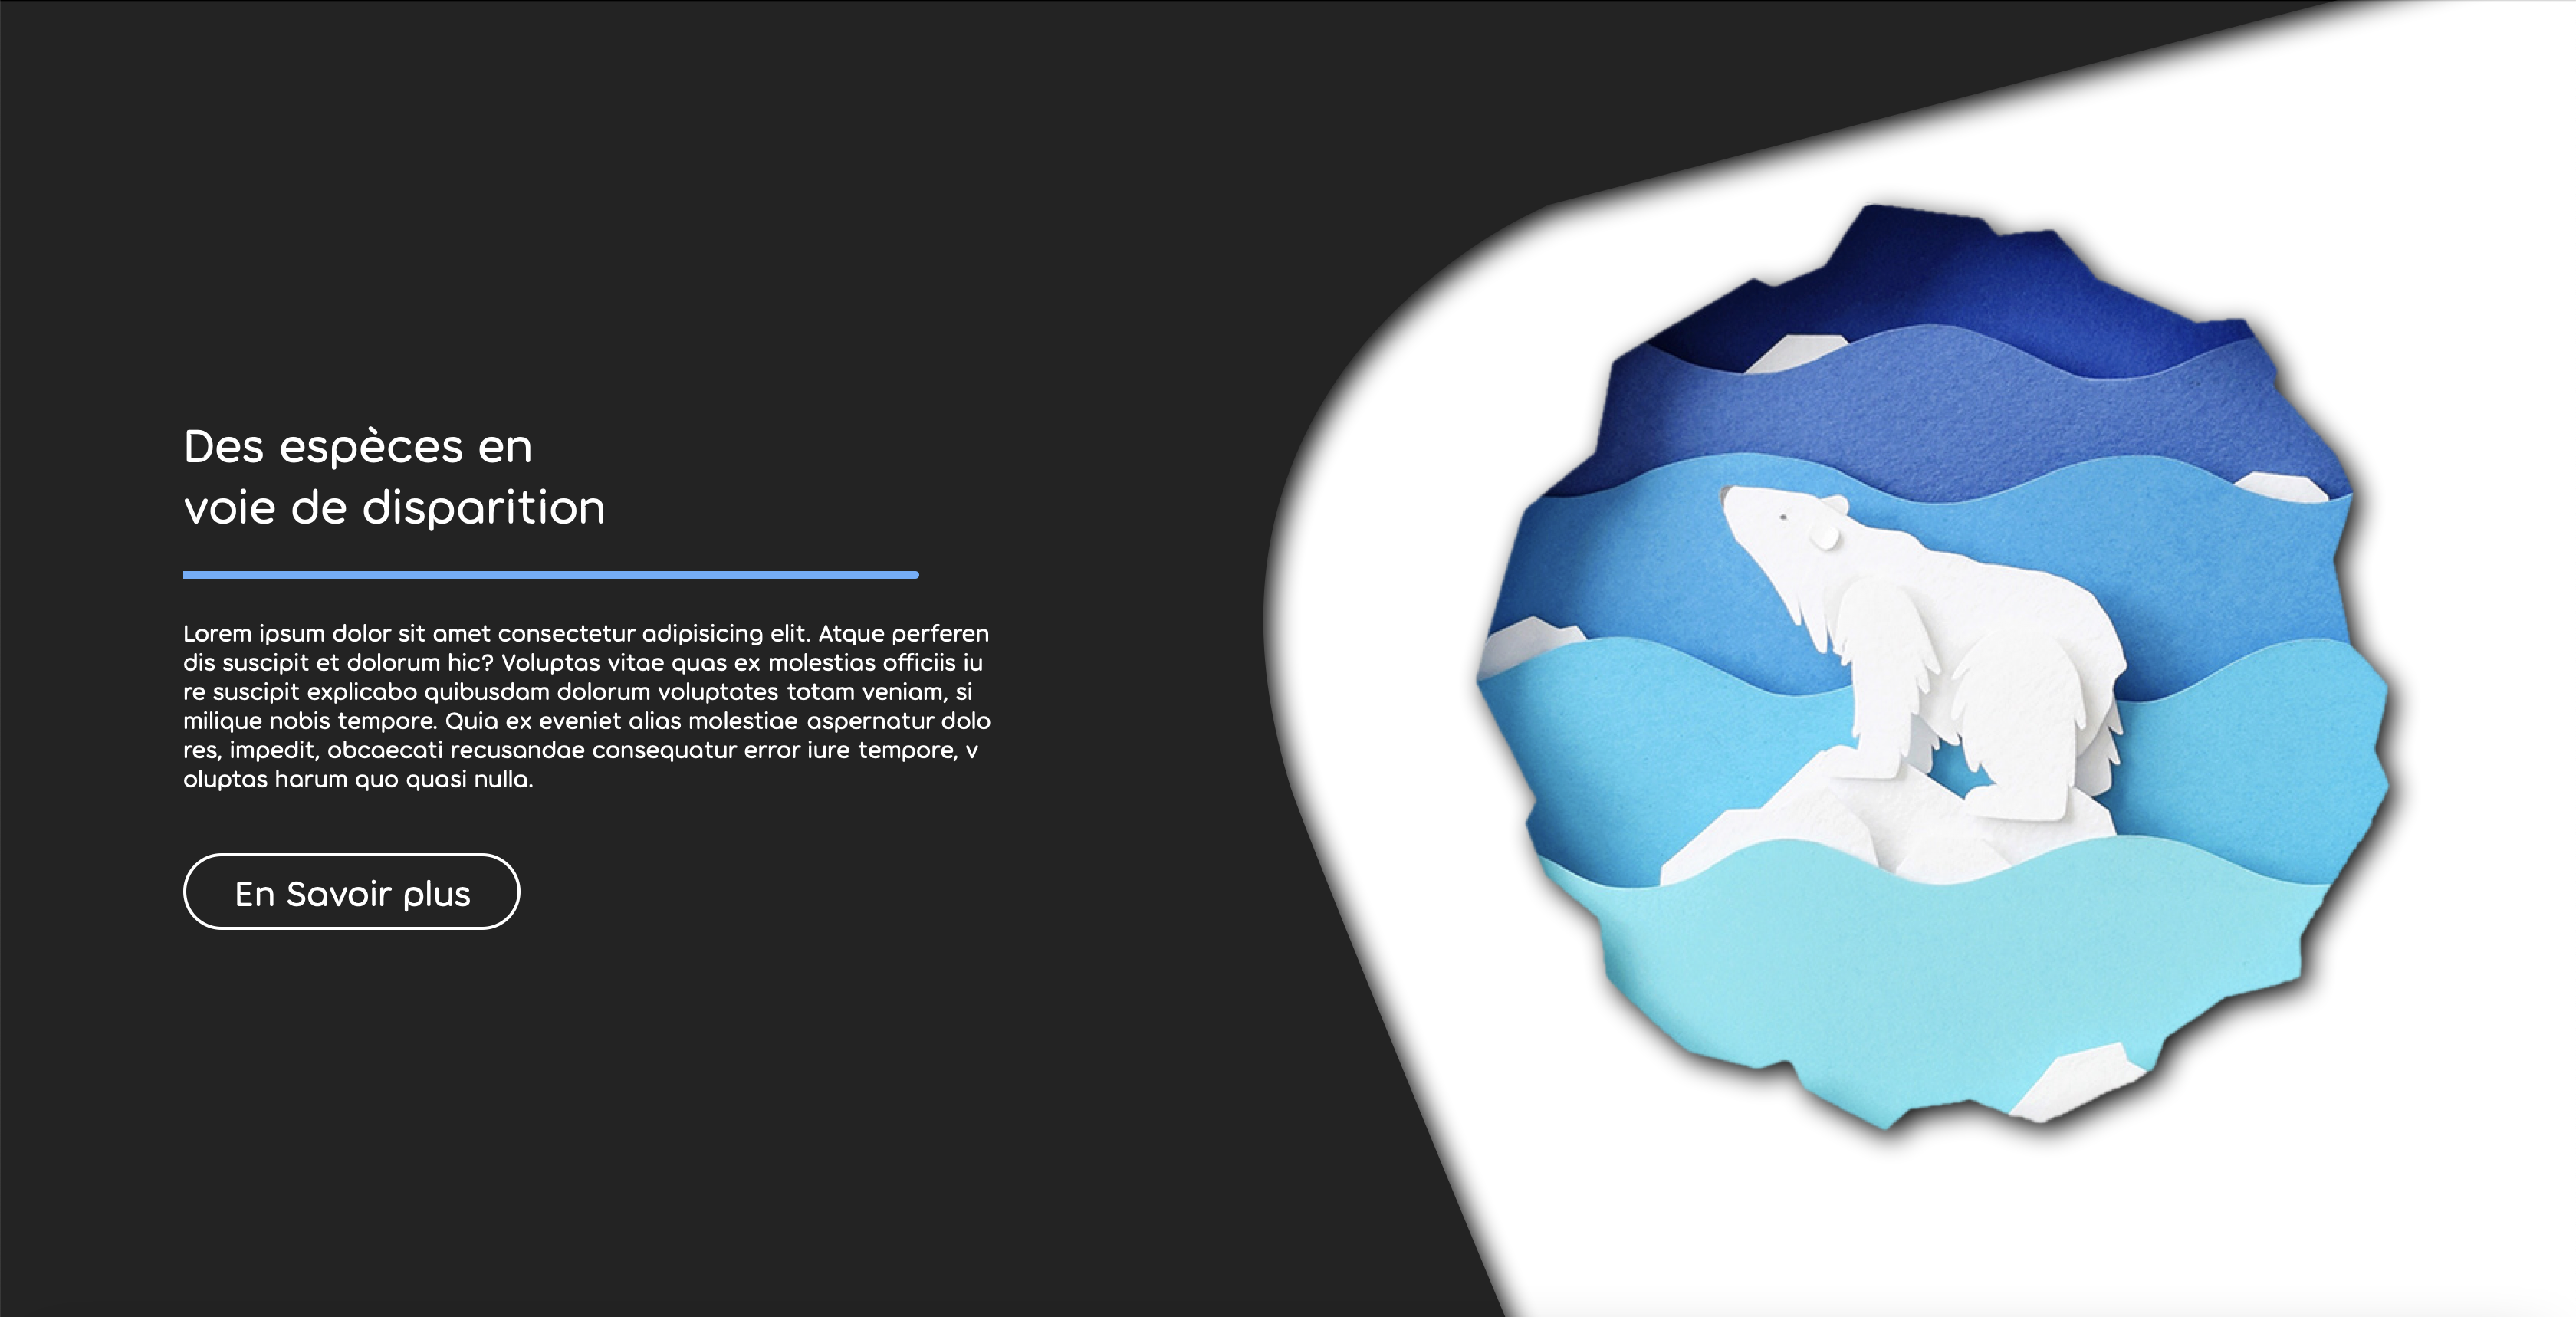 Des espèces en
voie de disparition
Lorem ipsum dolor sit amet consectetur adipisicing elit. Atque perferen
dis suscipit et dolorum hic? Voluptas vitae quas ex molestias officiis iu
re suscipit explicabo quibusdam dolorum voluptates totam veniam, si
milique nobis tempore. Quia ex eveniet alias molestiae aspernatur dolo
res, impedit, obcaecati recusandae consequatur error iure tempore, v
oluptas harum quo quasi nulla.
En Savoir plus